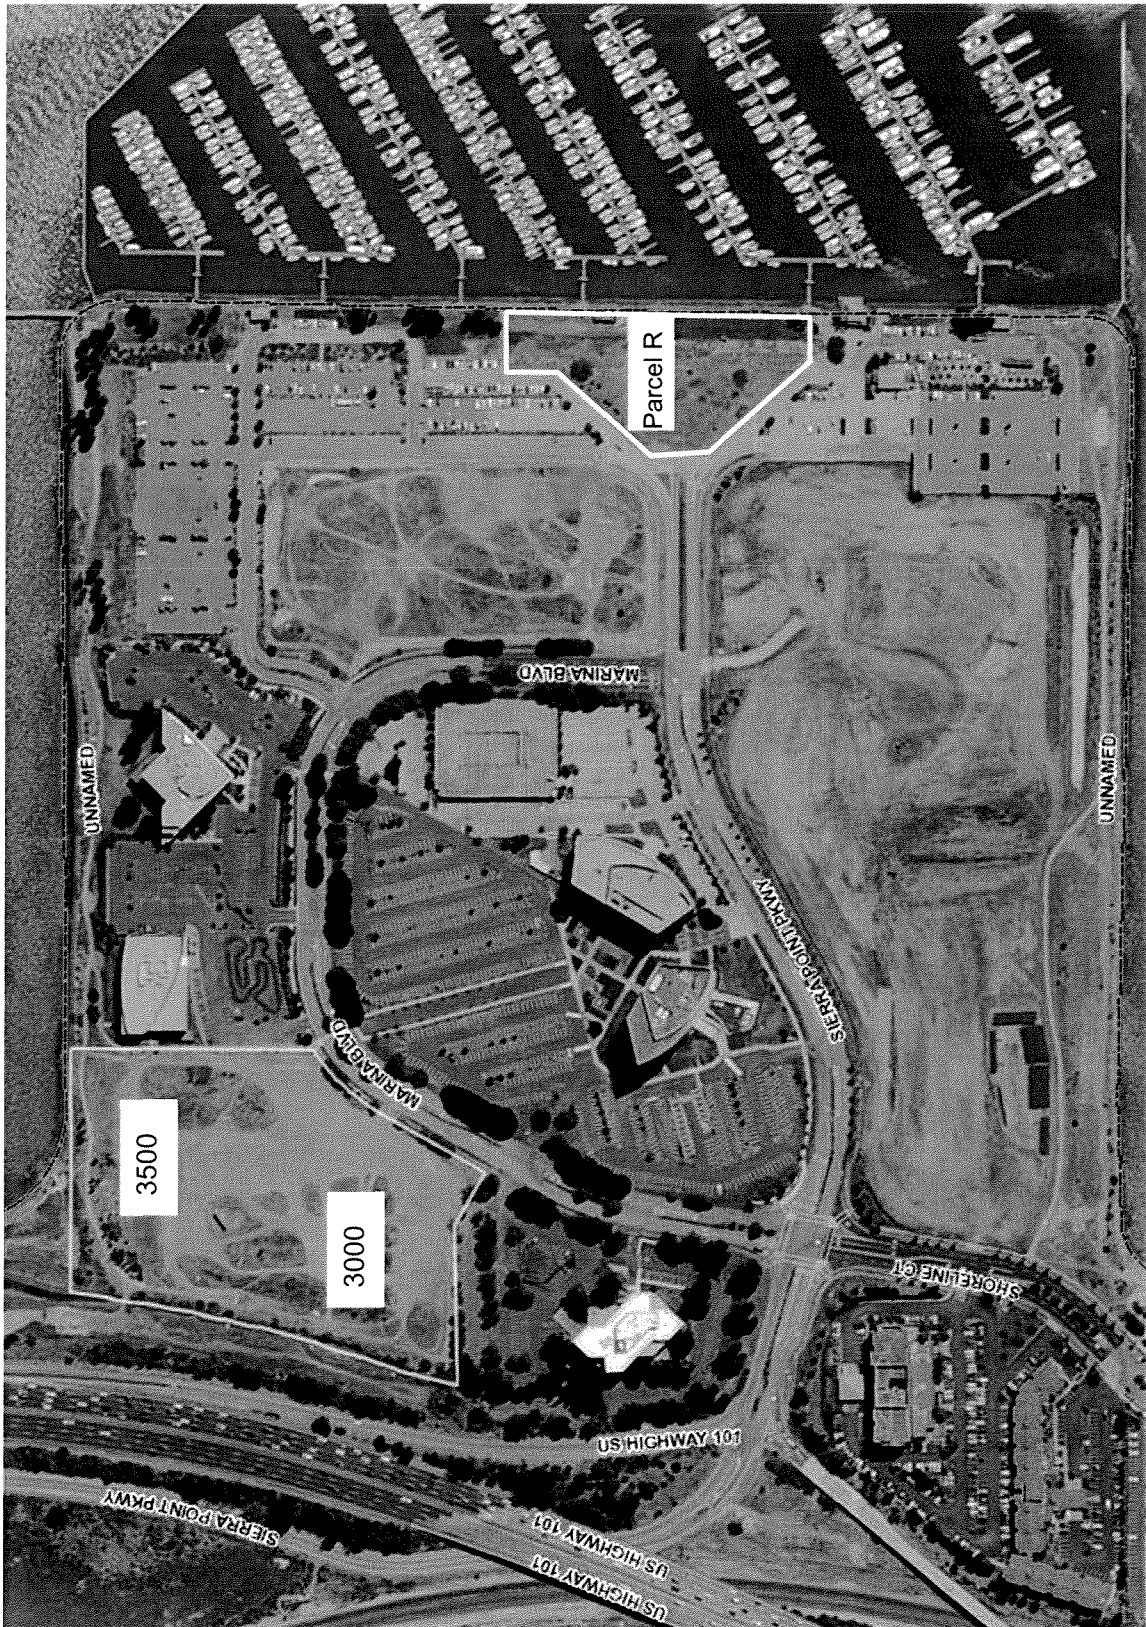 Parcel R
MARINA BLVD
UNNAMED
UNNAMED
SIERRA POINT PKWY
MARINA BLVD
3500
3000
SHORELINE CT
US HIGHWAY 101
SIERRA POINT PKWY
US HIGHWAY 101
US HIGHWAY 101